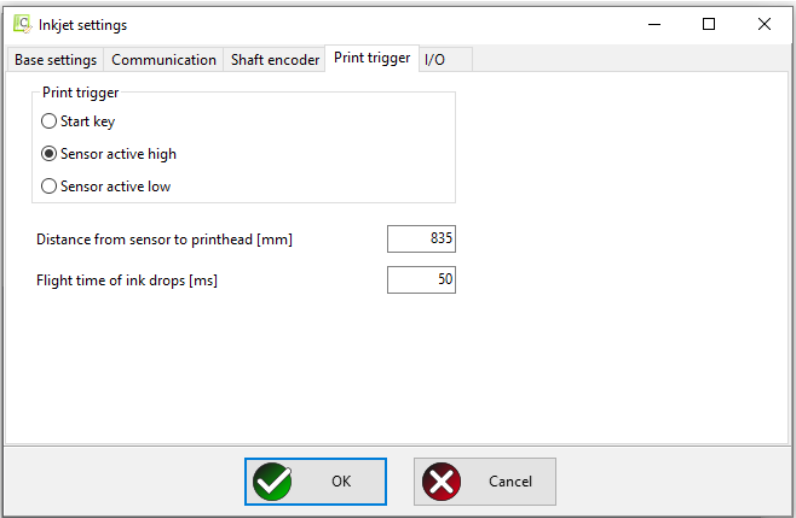 Inkjet settings
Base settings Communication Shaft encoder Print trigger I/O
Print trigger
Start key
Sensor active high
Sensor active low
Distance from sensor to printhead [mm] 835
Flight time of ink drops [ms] 50
OK Cancel